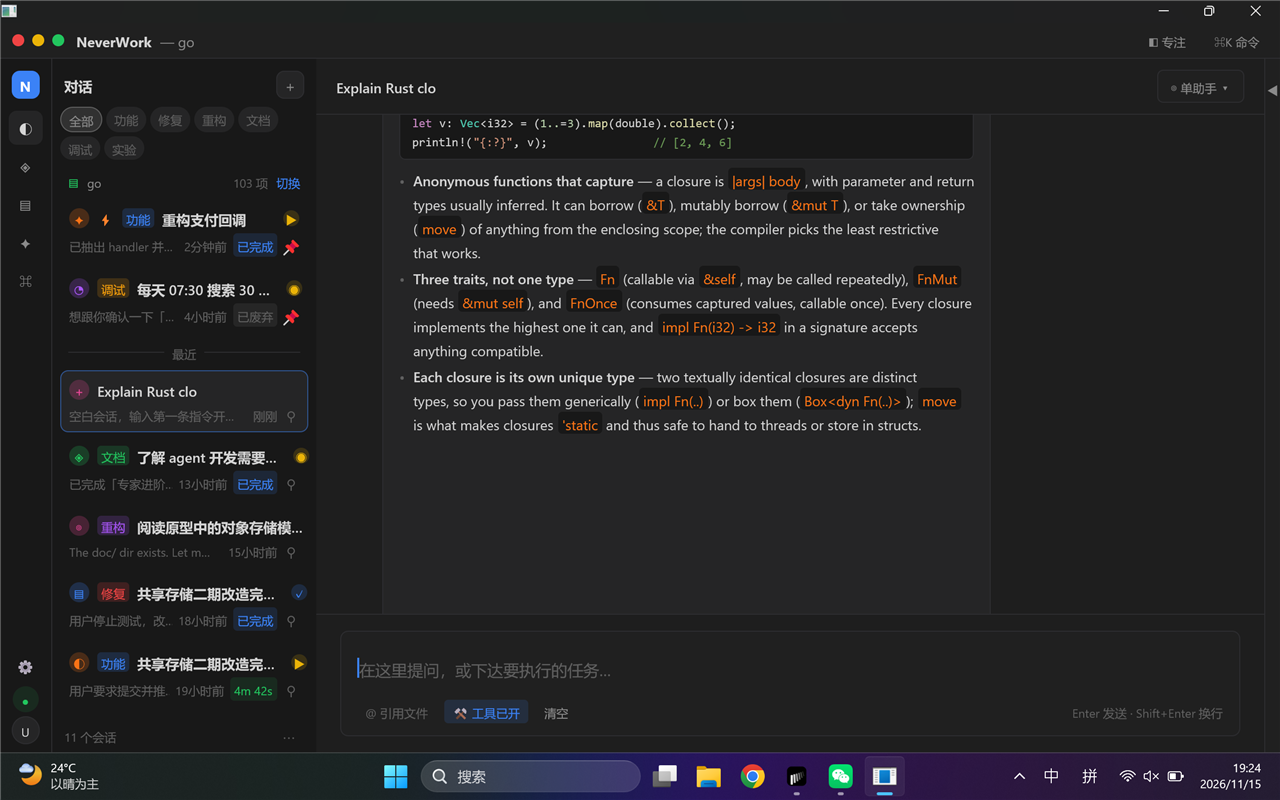 NeverWork — go
专注 ⌘K 命令
N
对话
+
全部 功能 修复 重构 文档
调试 实验
go 103 项 切换
功能 重构支付回调
已抽出 handler 并... 2分钟前 已完成
调试 每天 07:30 搜索 30 ...
想跟你确认一下「... 4小时前 已废弃
最近
Explain Rust clo
空白会话，输入第一条指令开... 刚刚
文档 了解 agent 开发需要...
已完成「专家进阶... 13小时前 已完成
重构 阅读原型中的对象存储模...
The doc/ dir exists. Let m... 15小时前
修复 共享存储二期改造完...
用户停止测试，改... 18小时前 已完成
功能 共享存储二期改造完...
用户要求提交并推... 19小时前 4m 42s
U
11 个会话 ...
Explain Rust clo
单助手
let v: Vec<i32> = (1..=3).map(double).collect();
println!("{:?}", v); // [2, 4, 6]
• Anonymous functions that capture — a closure is |args| body , with parameter and return
types usually inferred. It can borrow ( &T ), mutably borrow ( &mut T ), or take ownership
( move ) of anything from the enclosing scope; the compiler picks the least restrictive
that works.
• Three traits, not one type — Fn (callable via &self , may be called repeatedly), FnMut
(needs &mut self ), and FnOnce (consumes captured values, callable once). Every closure
implements the highest one it can, and impl Fn(i32) -> i32 in a signature accepts
anything compatible.
• Each closure is its own unique type — two textually identical closures are distinct
types, so you pass them generically ( impl Fn(..) ) or box them ( Box<dyn Fn(..)> ); move
is what makes closures 'static and thus safe to hand to threads or store in structs.
在这里提问，或下达要执行的任务...
@ 引用文件 工具已开 清空
Enter 发送 · Shift+Enter 换行
24°C
以晴为主
搜索
中 拼
19:24
2026/11/15